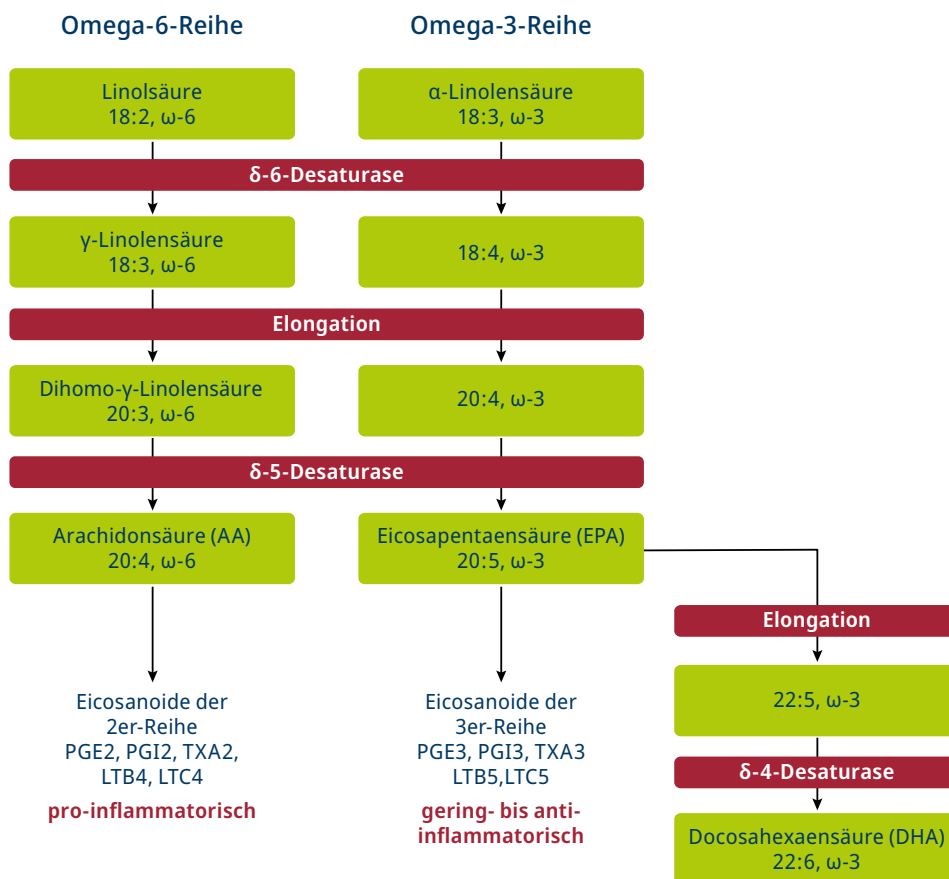 Omega-6-Reihe
Omega-3-Reihe
Linolsäure
18:2, ω-6
α-Linolensäure
18:3, ω-3
δ-6-Desaturase
γ-Linolensäure
18:3, ω-6
18:4, ω-3
Elongation
Dihomo-γ-Linolensäure
20:3, ω-6
20:4, ω-3
δ-5-Desaturase
Arachidonsäure (AA)
20:4, ω-6
Eicosapentaensäure (EPA)
20:5, ω-3
Eicosanoide der
2er-Reihe
PGE2, PGI2, TXA2,
LTB4, LTC4
pro-inflammatorisch
Eicosanoide der
3er-Reihe
PGE3, PGI3, TXA3
LTB5,LTC5
gering- bis anti-
inflammatorisch
Elongation
22:5, ω-3
δ-4-Desaturase
Docosahexaensäure (DHA)
22:6, ω-3